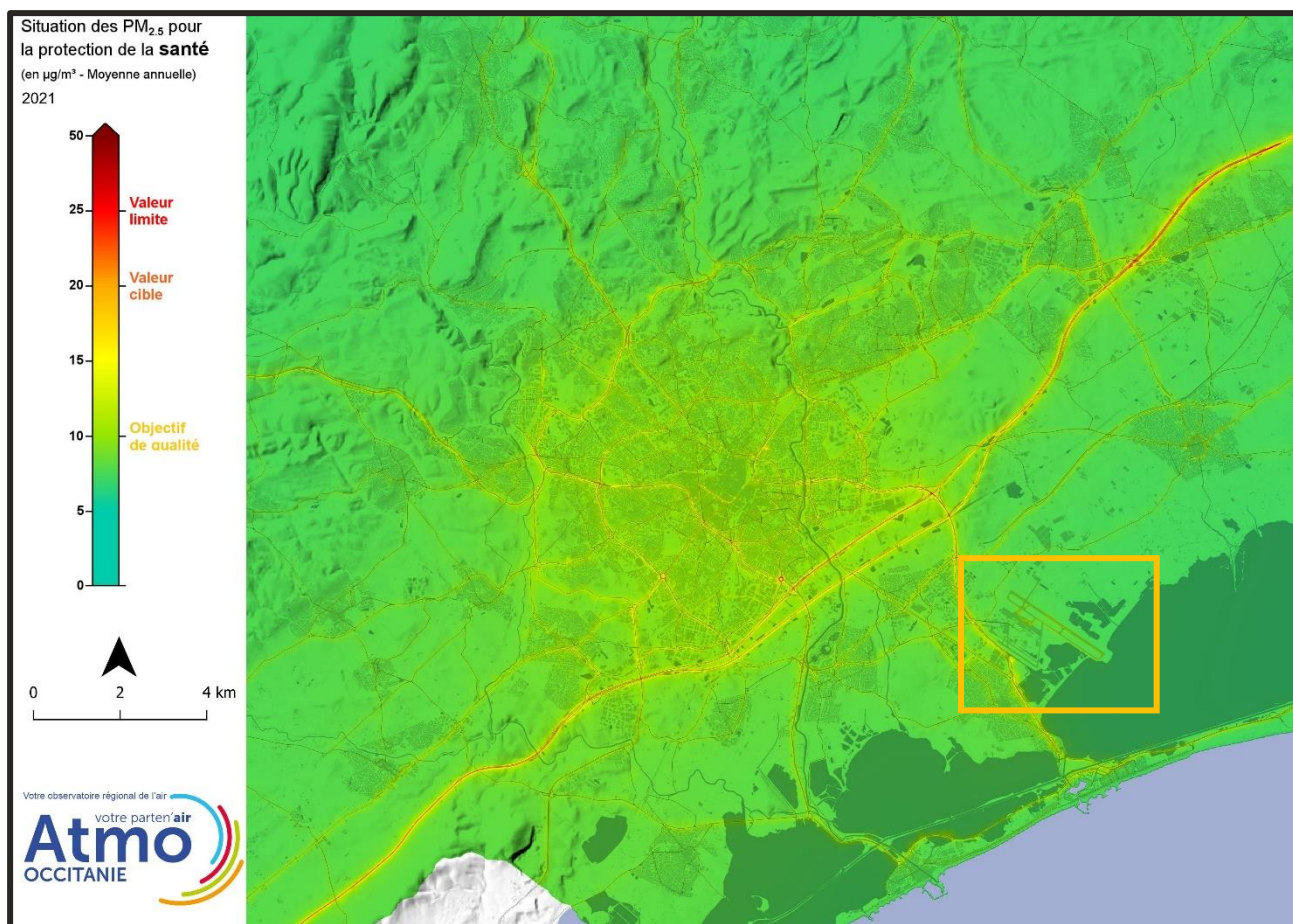 Situation des PM2.5 pour
la protection de la santé
(en µg/m³ - Moyenne annuelle)
2021
50
25
Valeur
limite
20
Valeur
cible
15
10
Objectif
de qualité
5
0
0 2 4 km
Votre observatoire régional de l'air
votre parten'air
Atmo
OCCITANIE